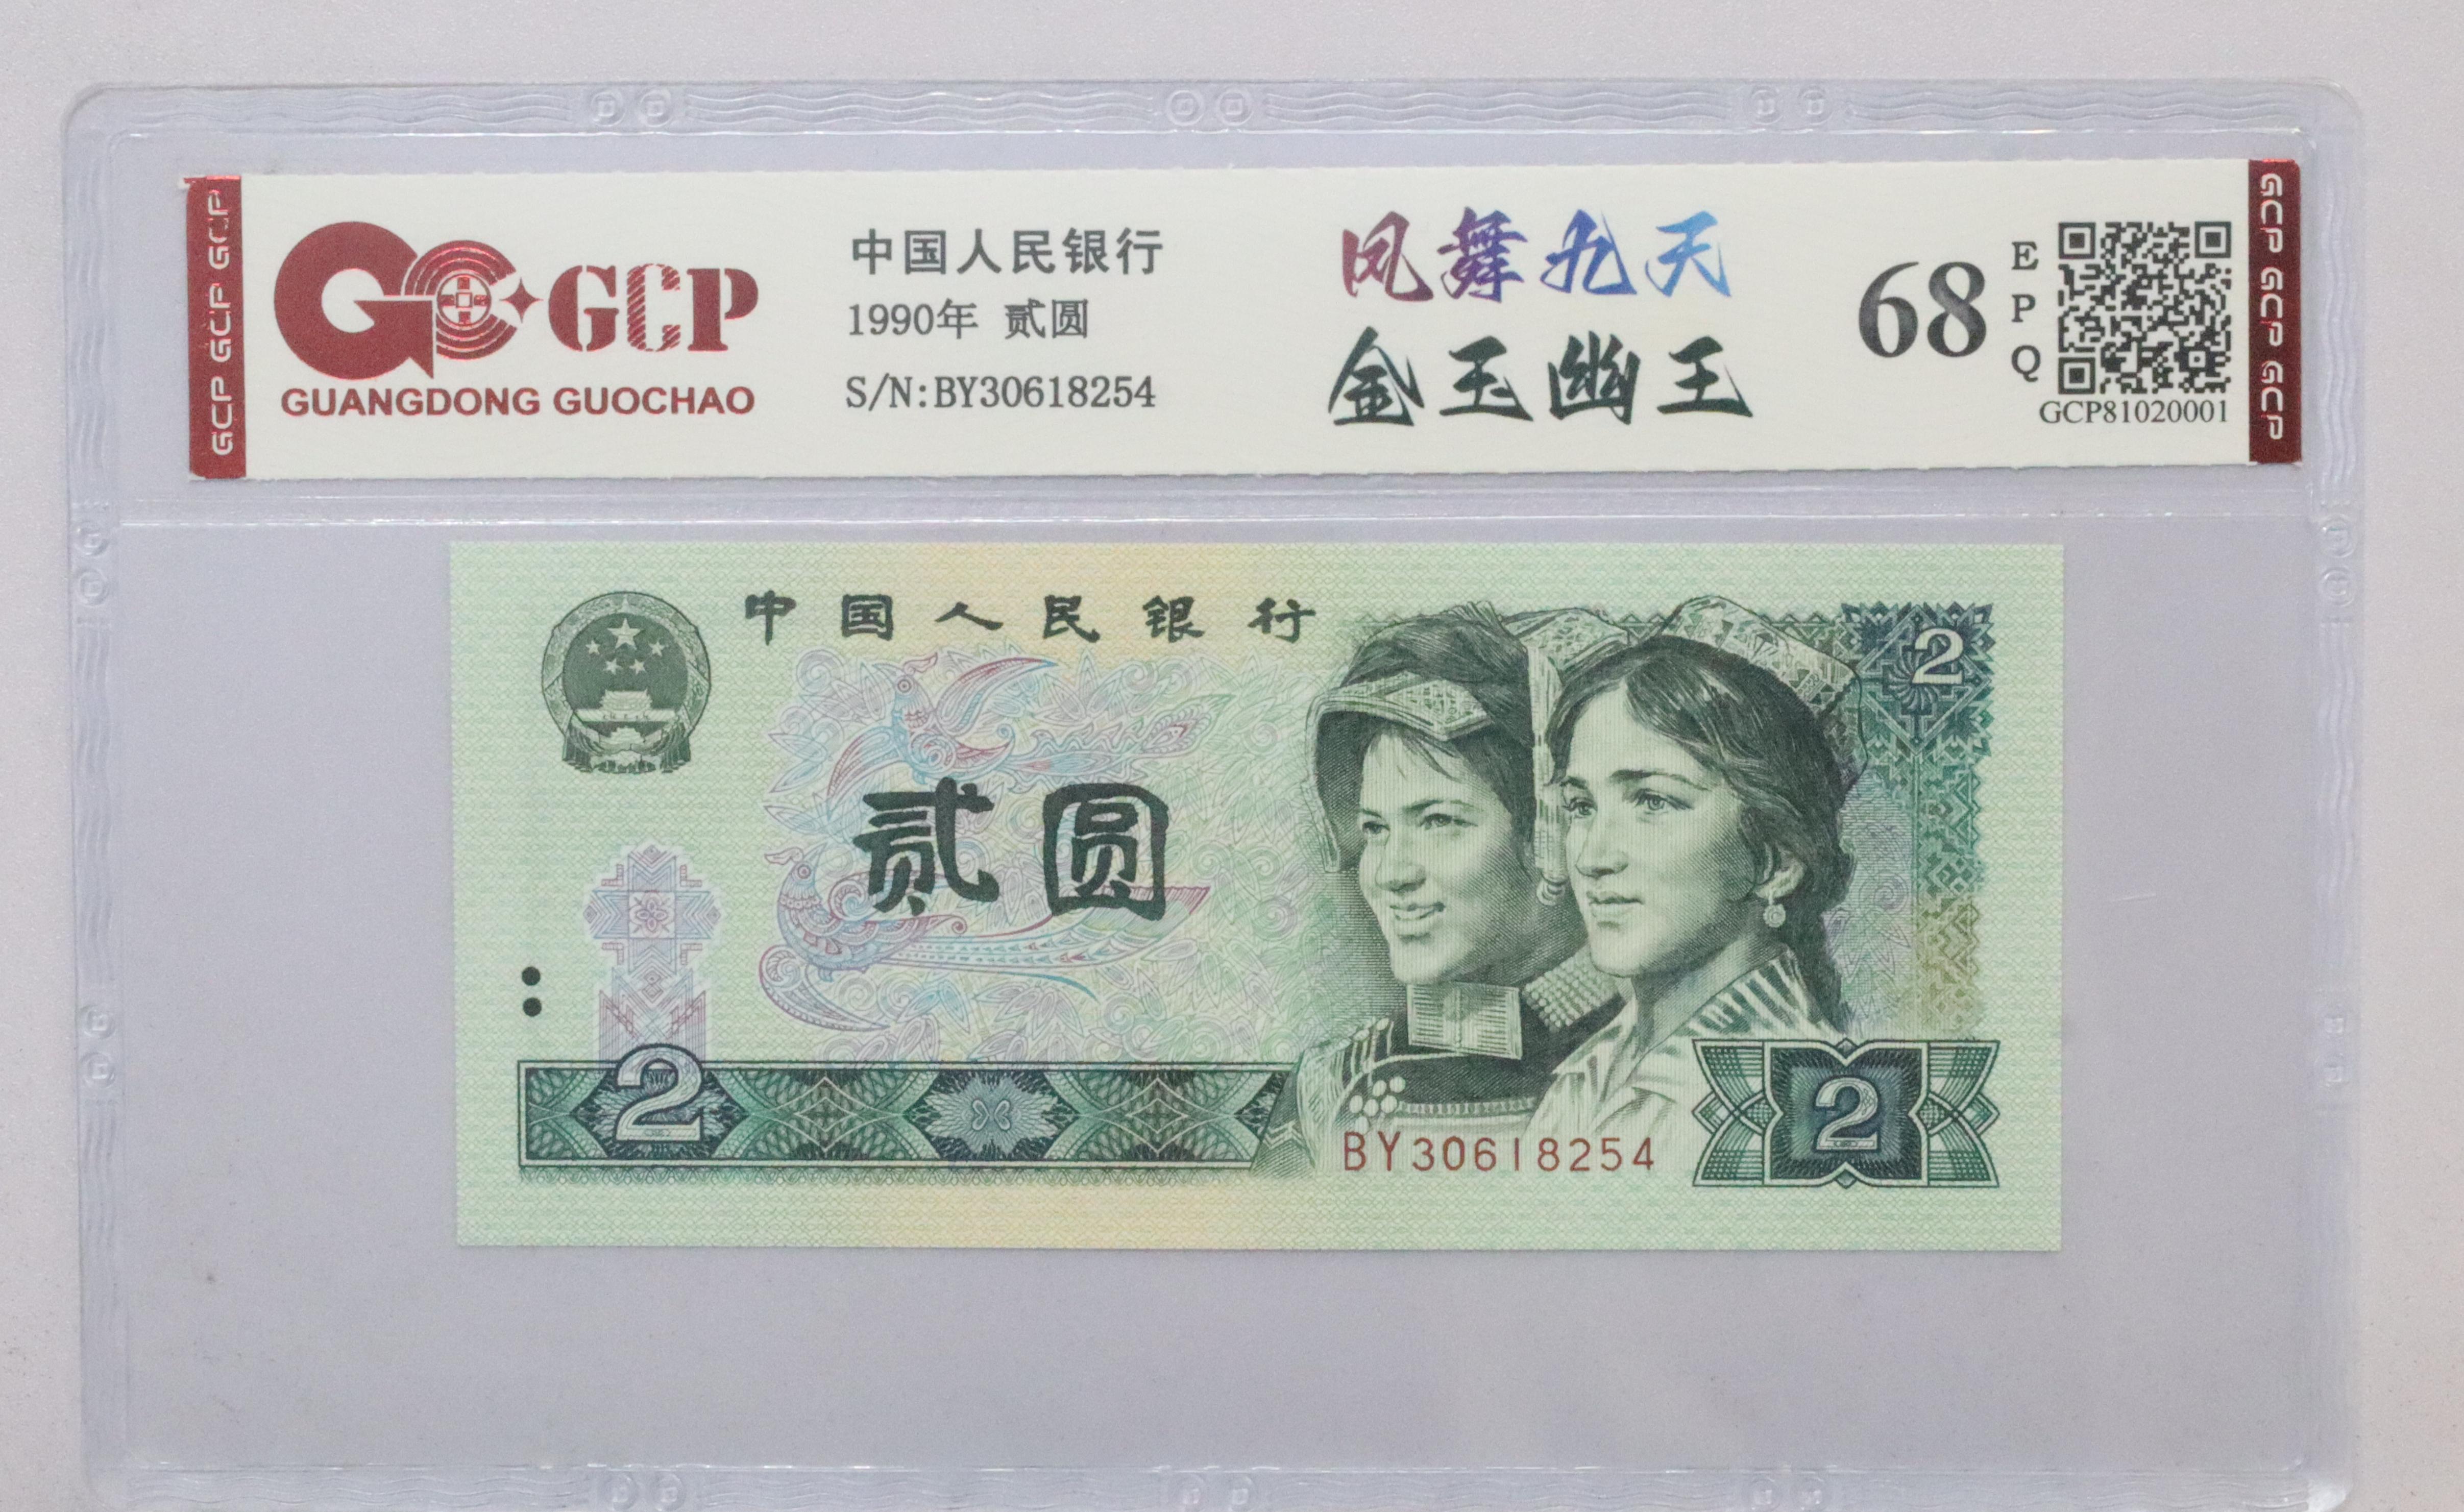 GCP GCP GCP
GCP
GUANGDONG GUOCHAO
中国人民银行
1990年 贰圆
S/N:BY30618254
凤舞九天
金玉幽王
68
EPQ
GCP81020001
GCP GCP GCP
中国人民银行
2
贰圆
2
BY30618254
2